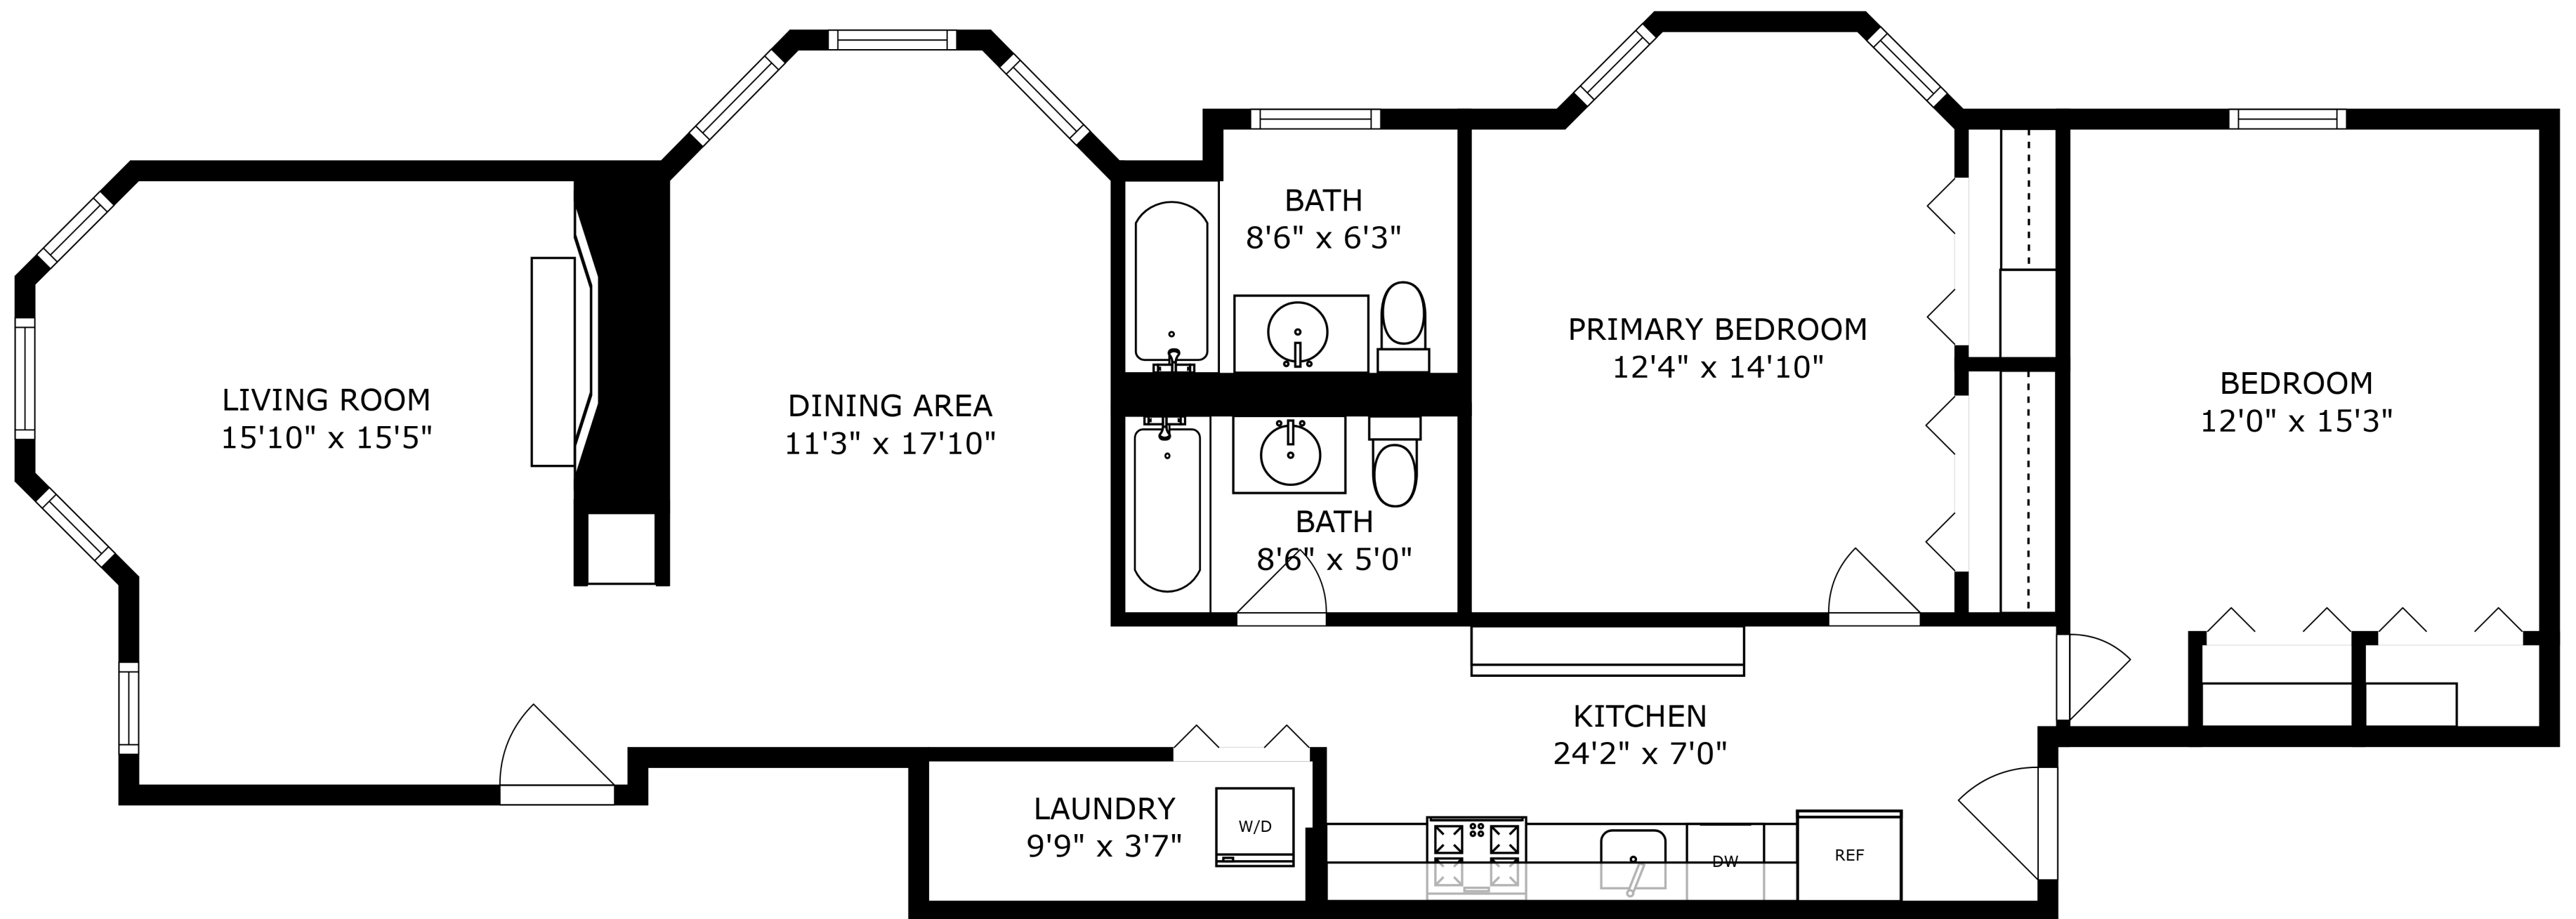 BATH
8'6" x 6'3"
PRIMARY BEDROOM
12'4" x 14'10"
BEDROOM
12'0" x 15'3"
LIVING ROOM
15'10" x 15'5"
DINING AREA
11'3" x 17'10"
BATH
8'6" x 5'0"
KITCHEN
24'2" x 7'0"
LAUNDRY
9'9" x 3'7"
W/D
DW
REF